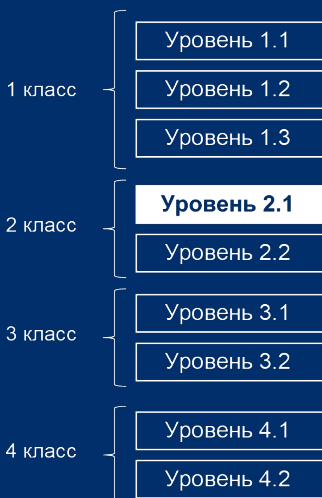 1 класс
Уровень 1.1
Уровень 1.2
Уровень 1.3
2 класс
Уровень 2.1
Уровень 2.2
3 класс
Уровень 3.1
Уровень 3.2
4 класс
Уровень 4.1
Уровень 4.2